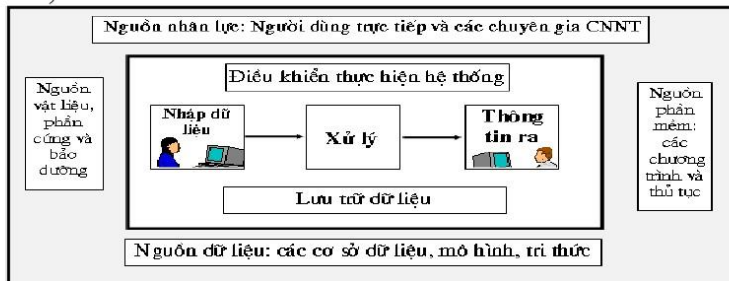 Nguồn nhân lực: Người dùng trực tiếp và các chuyên gia CNNT
Nguồn
vật liệu,
phần
cứng và
bảo
dưỡng
Điều khiển thực hiện hệ thống
Nhập dữ
liệu
Xử lý
Thông
tin ra
Lưu trữ dữ liệu
Nguồn
phần
mềm:
các
chương
trình và
thủ tục
Nguồn dữ liệu: các cơ sở dữ liệu, mô hình, tri thức